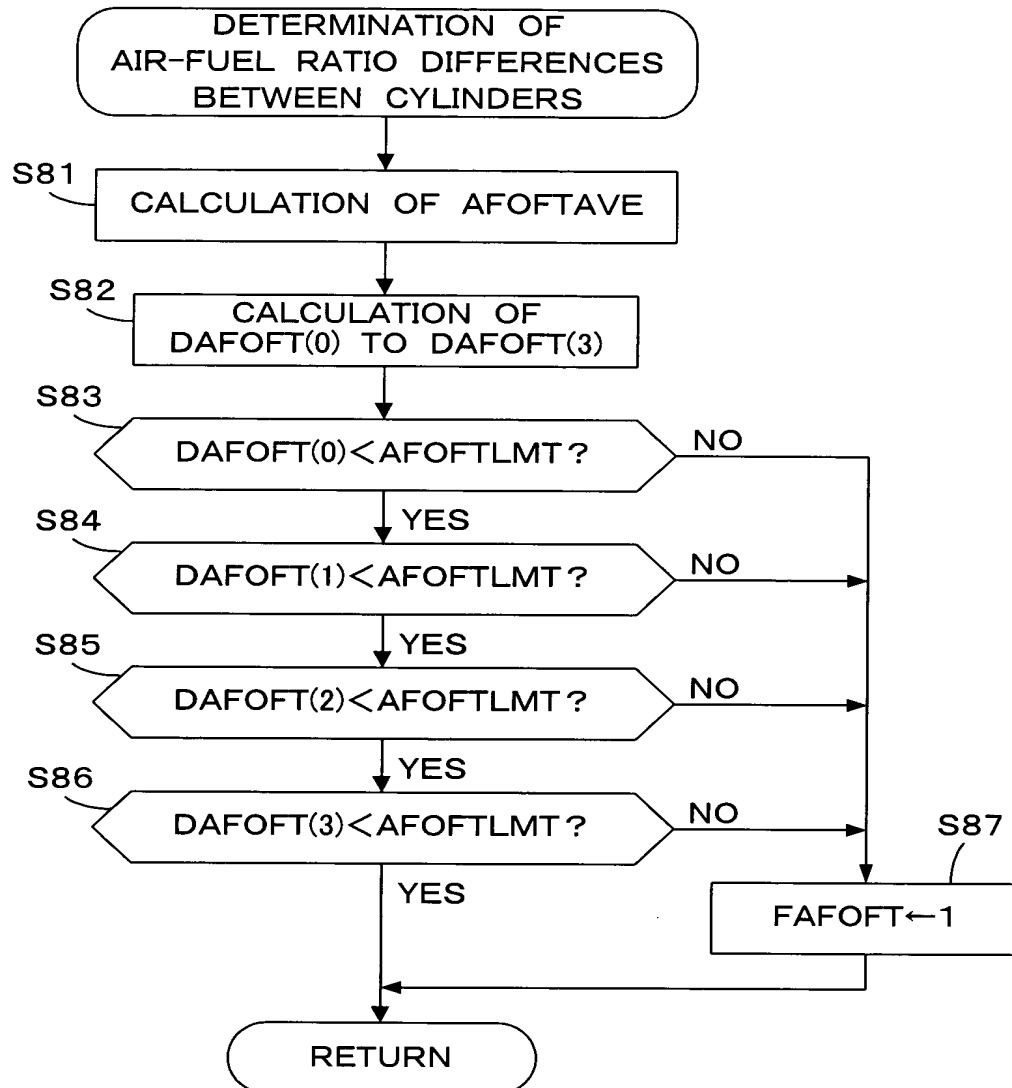 DETERMINATION OF
AIR-FUEL RATIO DIFFERENCES
BETWEEN CYLINDERS
S81
CALCULATION OF AFOFTAVE
S82
CALCULATION OF
DAFOFT(0) TO DAFOFT(3)
S83
DAFOFT(0)<AFOFTLMT?
NO
YES
S84
DAFOFT(1)<AFOFTLMT?
NO
YES
S85
DAFOFT(2)<AFOFTLMT?
NO
YES
S86
DAFOFT(3)<AFOFTLMT?
NO
YES
S87
FAFOFT←1
RETURN